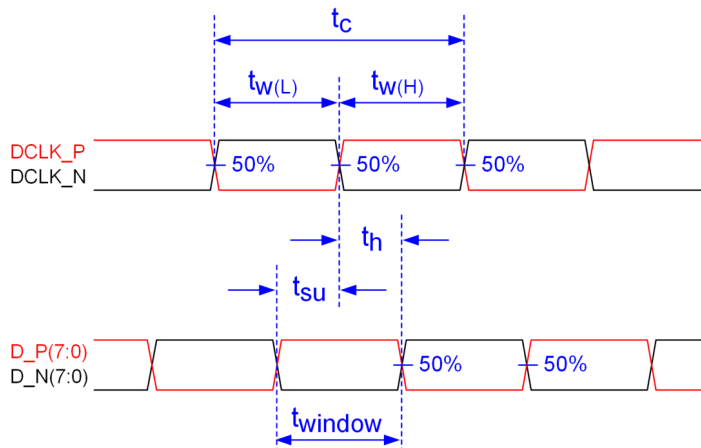 tc
tw(L) tw(H)
DCLK_P
DCLK_N
50% 50% 50%
th
tsu
D_P(7:0)
D_N(7:0)
50% 50%
twindow